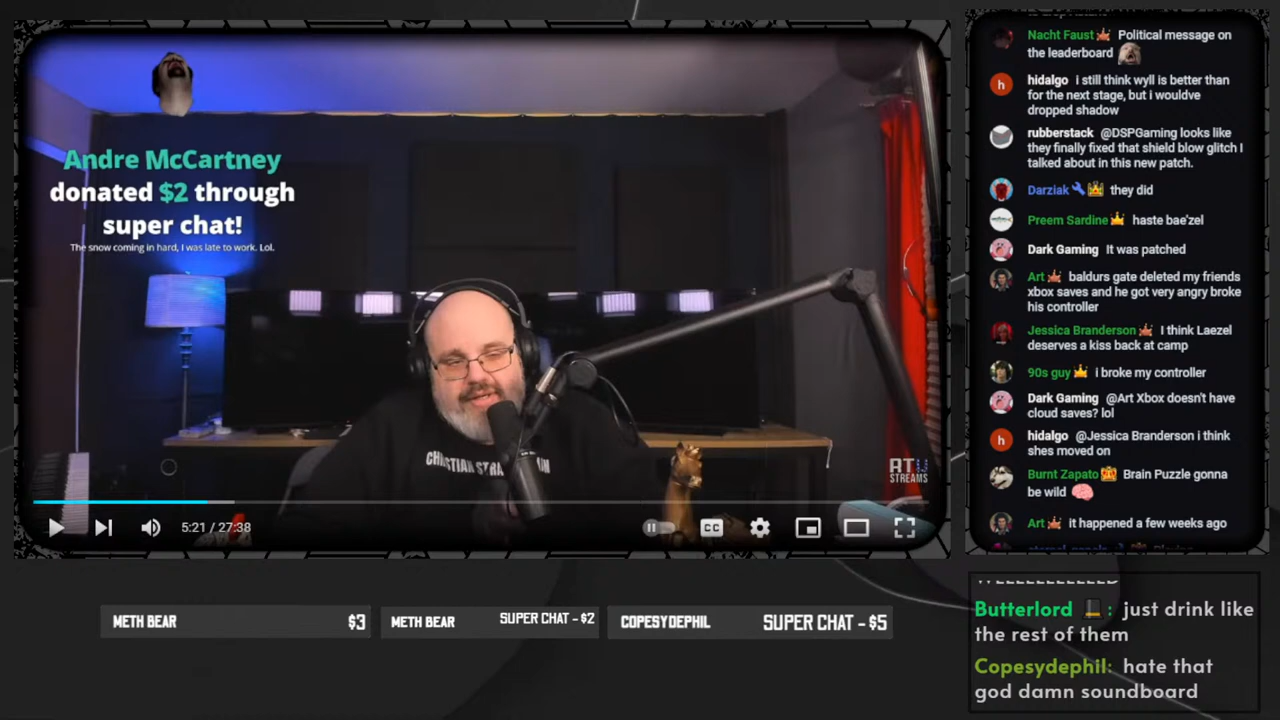 Andre McCartney
donated $2 through
super chat!
The snow coming in hard, I was late to work. Lol.
ATV
STREAMS
5:21 / 27:38
CC
METH BEAR $3
METH BEAR SUPER CHAT - $2
COPESYDEPHIL SUPER CHAT - $5
Nacht Faust Political message on
the leaderboard
h
hidalgo i still think wyll is better than
for the next stage, but i wouldve
dropped shadow
rubberstack @DSPGaming looks like
they finally fixed that shield blow glitch I
talked about in this new patch.
Darziak they did
Preem Sardine haste bae'zel
Dark Gaming It was patched
Art baldurs gate deleted my friends
xbox saves and he got very angry broke
his controller
Jessica Branderson I think Laezel
deserves a kiss back at camp
90s guy i broke my controller
Dark Gaming @Art Xbox doesn't have
cloud saves? lol
h
hidalgo @Jessica Branderson i think
shes moved on
Burnt Zapato Brain Puzzle gonna
be wild
Art it happened a few weeks ago
Butterlord : just drink like
the rest of them
Copesydephil: hate that
god damn soundboard